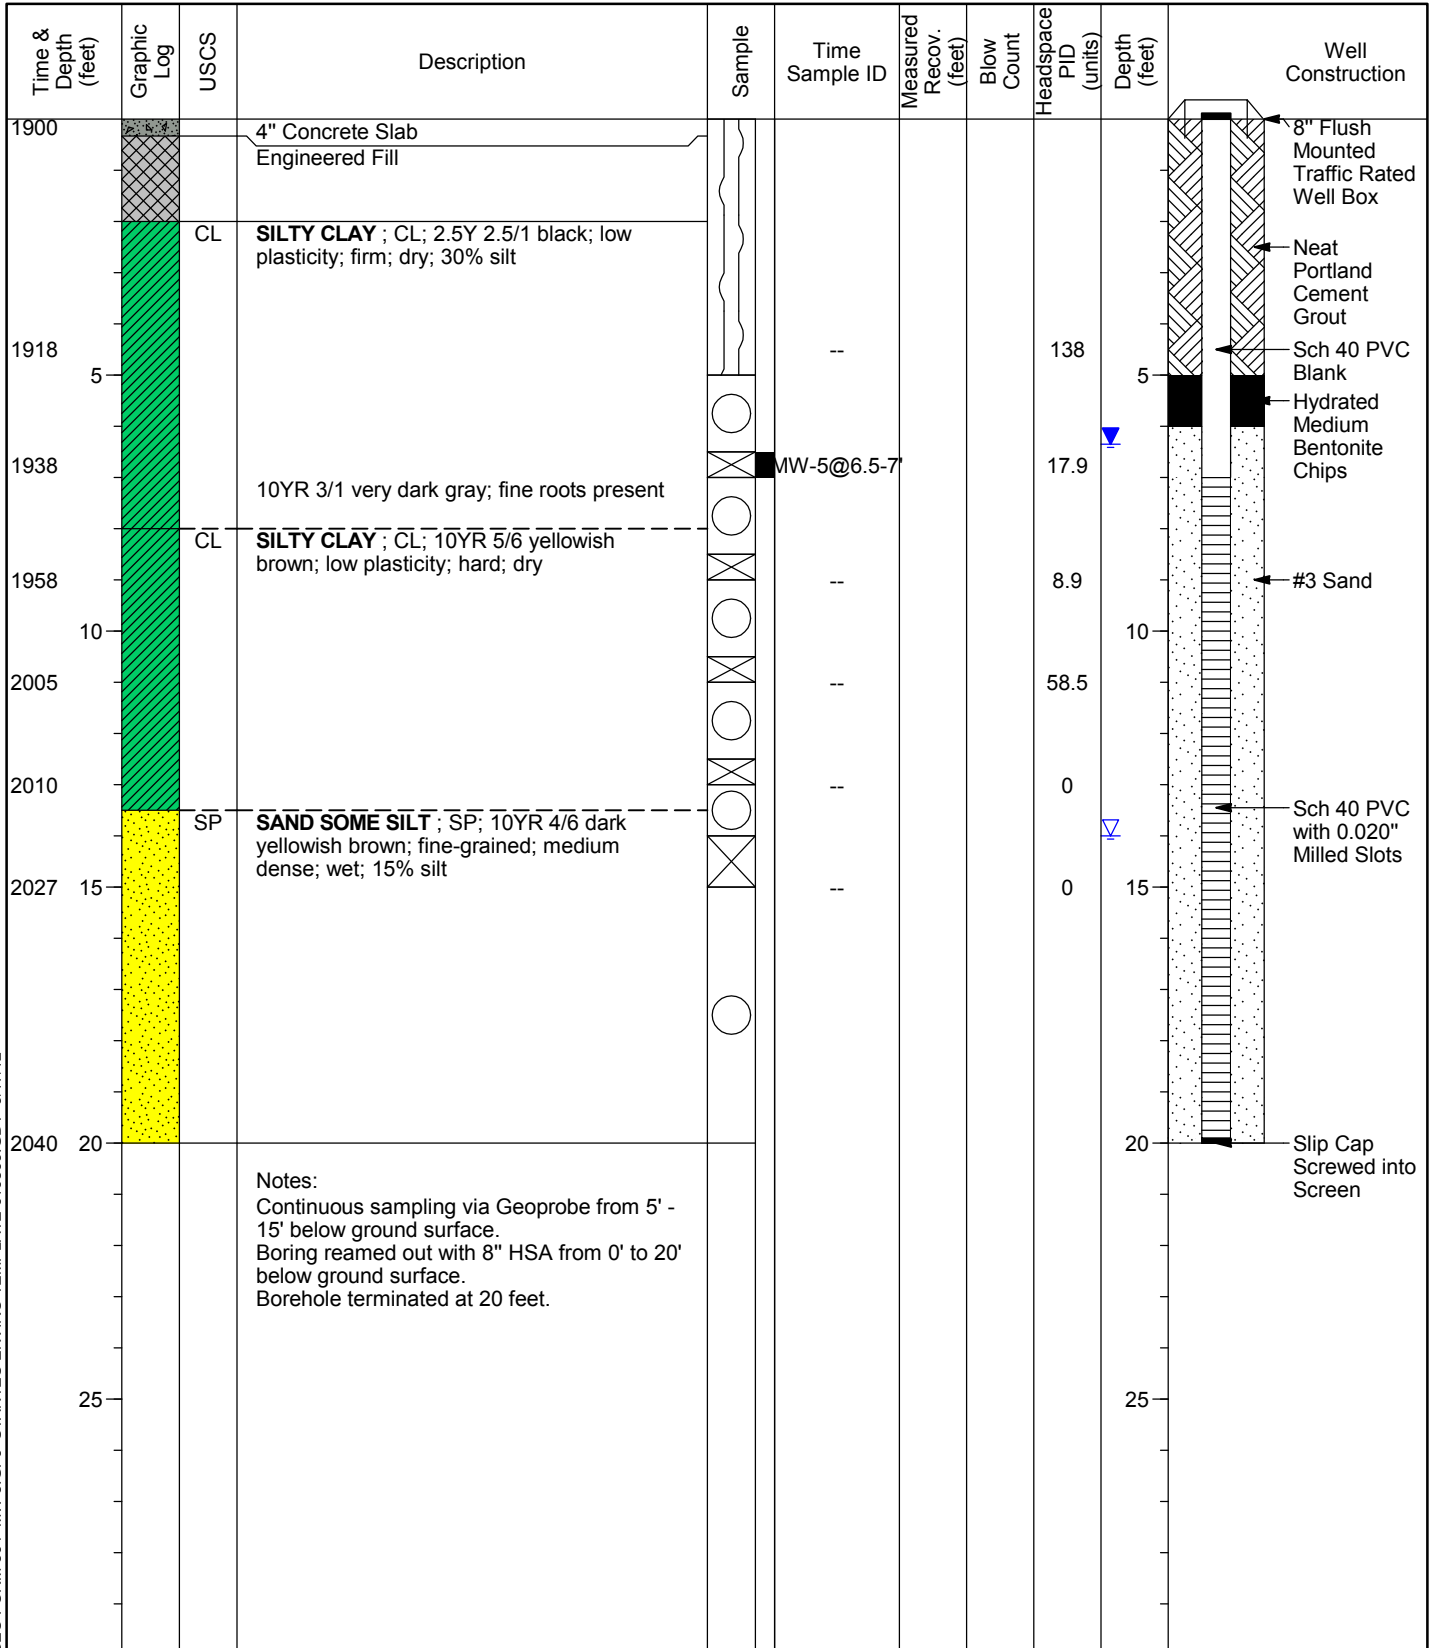 Time &
Depth
(feet)
Graphic
Log
USCS
Description
Sample
Time
Sample ID
Measured
Recov.
(feet)
Blow
Count
Headspace
PID
(units)
Depth
(feet)
Well
Construction
1900
4" Concrete Slab
Engineered Fill
8" Flush
Mounted
Traffic Rated
Well Box
CL
SILTY CLAY ; CL; 2.5Y 2.5/1 black; low
plasticity; firm; dry; 30% silt
Neat
Portland
Cement
Grout
1918
--
138
Sch 40 PVC
Blank
5
5
Hydrated
Medium
Bentonite
Chips
1938
MW-5@6.5-7'
17.9
10YR 3/1 very dark gray; fine roots present
CL
SILTY CLAY ; CL; 10YR 5/6 yellowish
brown; low plasticity; hard; dry
1958
--
8.9
#3 Sand
10
10
2005
--
58.5
2010
--
0
SP
SAND SOME SILT ; SP; 10YR 4/6 dark
yellowish brown; fine-grained; medium
dense; wet; 15% silt
Sch 40 PVC
with 0.020"
Milled Slots
2027
15
--
0
15
2040
20
20
Slip Cap
Screwed into
Screen
Notes:
Continuous sampling via Geoprobe from 5' -
15' below ground surface.
Boring reamed out with 8" HSA from 0' to 20'
below ground surface.
Borehole terminated at 20 feet.
25
25